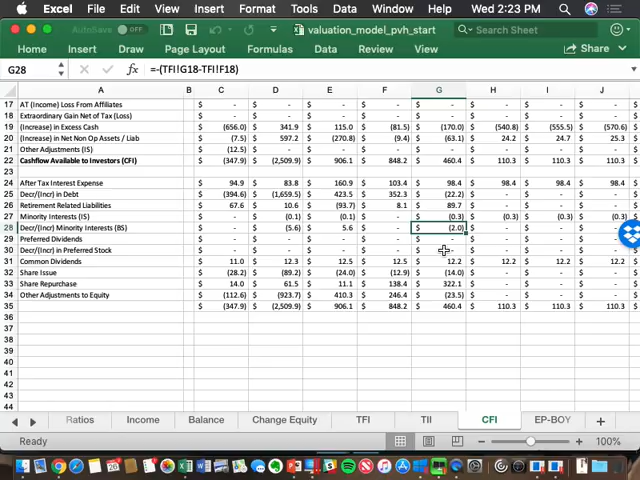 Excel File Edit View Insert Format Tools Data Window Help Wed 2:23 PM
AutoSave OFF valuation_model_pvh_start Search Sheet
Home Insert Draw Page Layout Formulas Data Review View Share
G28 fx =-(TFI!G18-TFI!F18)
A B C D E F G H I J
17 AT (Income) Loss From Affiliates $ - $ - $ - $ - $ - $ - $ - $ -
18 Extraordinary Gain Net of Tax (Loss) $ - $ - $ - $ - $ - $ - $ - $ -
19 (Increase) in Excess Cash $ (656.0) $ 341.9 $ 115.0 $ (81.5) $ (170.0) $ (540.8) $ (555.5) $ (570.6) $
20 (Increase) in Net Non Op Assets / Liab $ (7.5) $ (127.5) $ (270.8) $ (9.4) $ (63.1) $ 24.2 $ 24.7 $ 25.3 $
21 Other Adjustments (IS) $ (12.5) $ - $ - $ - $ - $ - $ - $ - $
22 Cashflow Available to Investors (CFI) $ (347.9) $ (2,509.9) $ 906.1 $ 848.2 $ 460.4 $ 110.3 $ 110.3 $ 110.3 $
23
24 After Tax Interest Expense $ 94.9 $ 83.8 $ 160.9 $ 103.4 $ 98.4 $ 98.4 $ 98.4 $ 98.4 $
25 Decr/(Incr) in Debt $ (394.6) $ (1,659.2) $ 435.0 $ 352.3 $ (22.2) $ - $ - $ - $
26 Retirement Related Liabilities $ 67.6 $ 10.6 $ (93.7) $ 8.1 $ 89.7 $ - $ - $ - $
27 Minority Interests (IS) $ - $ (0.1) $ (0.1) $ - $ (0.3) $ (0.3) $ (0.3) $ (0.3) $
28 Decr/(Incr) Minority Interests (BS) $ - $ (5.6) $ 5.6 $ - $ (2.0) $ - $ - $ -
29 Preferred Dividends $ - $ - $ - $ - $ - $ - $ - $ -
30 Decr/(Incr) in Preferred Stock $ - $ - $ - $ - $ - $ - $ - $ - $
31 Common Dividends $ 11.0 $ 12.3 $ 12.5 $ 12.5 $ 12.2 $ 12.2 $ 12.2 $ 12.2 $
32 Share Issue $ (28.2) $ (89.2) $ (24.0) $ (12.9) $ (14.0) $ - $ - $ - $
33 Share Repurchase $ 14.0 $ 61.5 $ 11.1 $ 138.4 $ 322.1 $ - $ - $ - $
34 Other Adjustments to Equity $ (112.6) $ (923.7) $ 410.3 $ 246.4 $ (23.5) $ - $ - $ - $
35 $ (347.9) $ (2,509.9) $ 906.1 $ 848.2 $ 460.4 $ 110.3 $ 110.3 $ 110.3 $
36
37
38
39
40
41
42
43
44
Ratios Income Balance Change Equity TFI TII CFI EP-BOY
Ready 100%